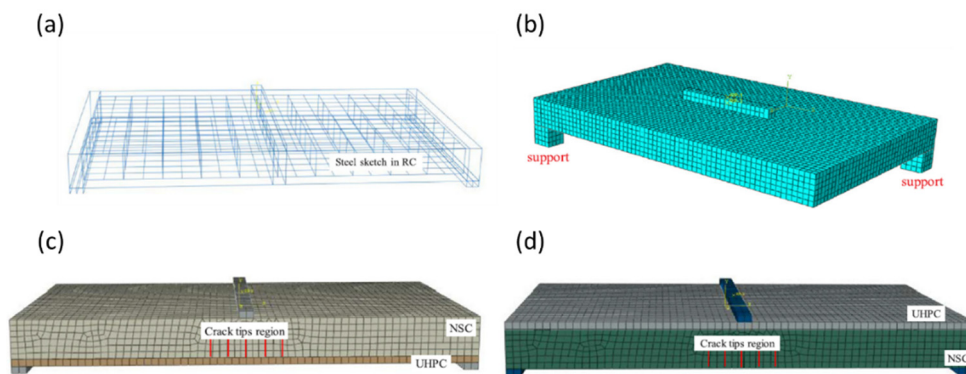 (a)
Steel sketch in RC
(b)
support
support
(c)
Crack tips region
NSC
UHPC
(d)
UHPC
Crack tips region
NSC